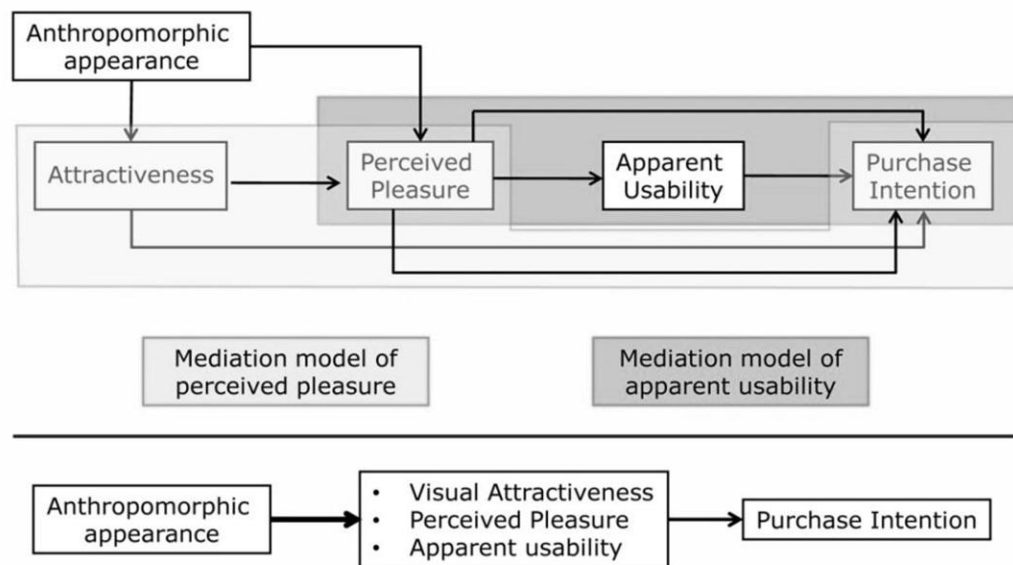 Anthropomorphic
appearance
Attractiveness
Perceived
Pleasure
Apparent
Usability
Purchase
Intention
Mediation model of
perceived pleasure
Mediation model of
apparent usability
Anthropomorphic
appearance
• Visual Attractiveness
• Perceived Pleasure
• Apparent usability
Purchase Intention